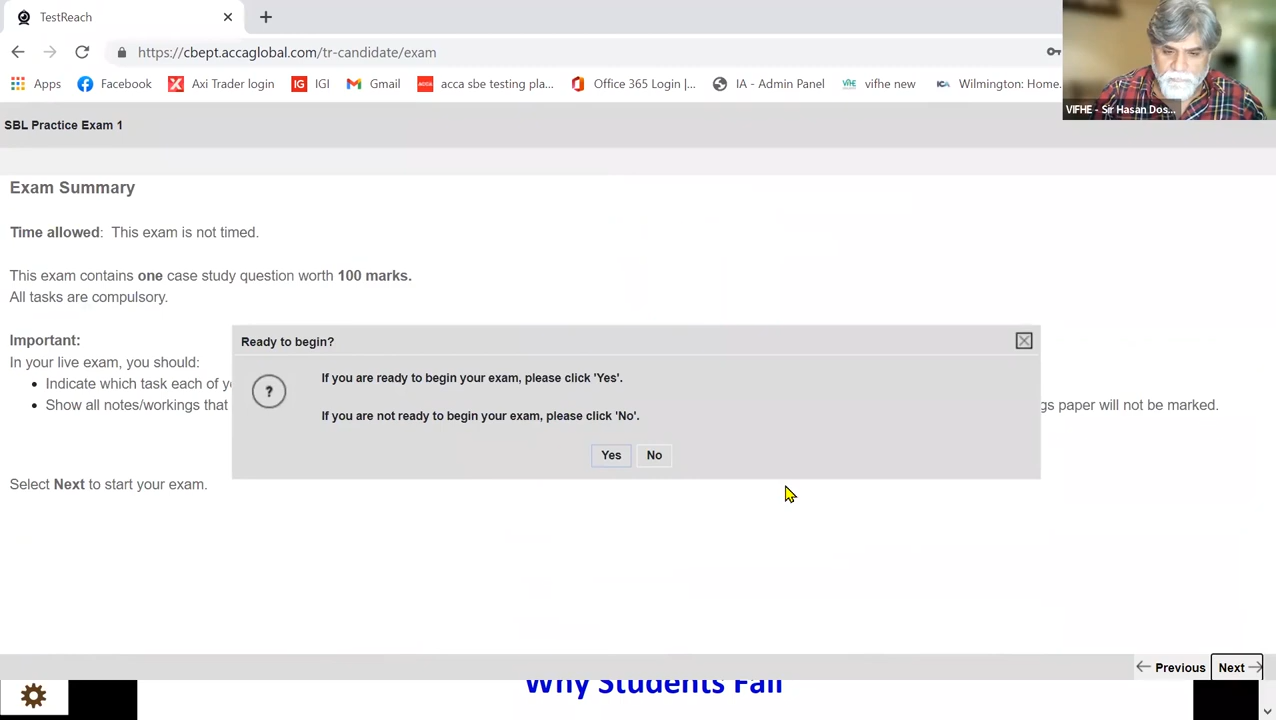 TestReach
https://cbept.accaglobal.com/tr-candidate/exam
Apps Facebook Axi Trader login IG IGI Gmail ACCA acca sbl testing pla... Office 365 Login |... IA - Admin Panel VIFHE vifhe new ICA Wilmington: Home.
VIFHE - Sir Hasan Dos...
SBL Practice Exam 1
Exam Summary
Time allowed: This exam is not timed.
This exam contains one case study question worth 100 marks.
All tasks are compulsory.
Important:
In your live exam, you should:
Indicate which task each of y
Show all notes/workings that
gs paper will not be marked.
Ready to begin?
?
If you are ready to begin your exam, please click 'Yes'.
If you are not ready to begin your exam, please click 'No'.
Yes No
Select Next to start your exam.
Previous Next
Why Students Fail